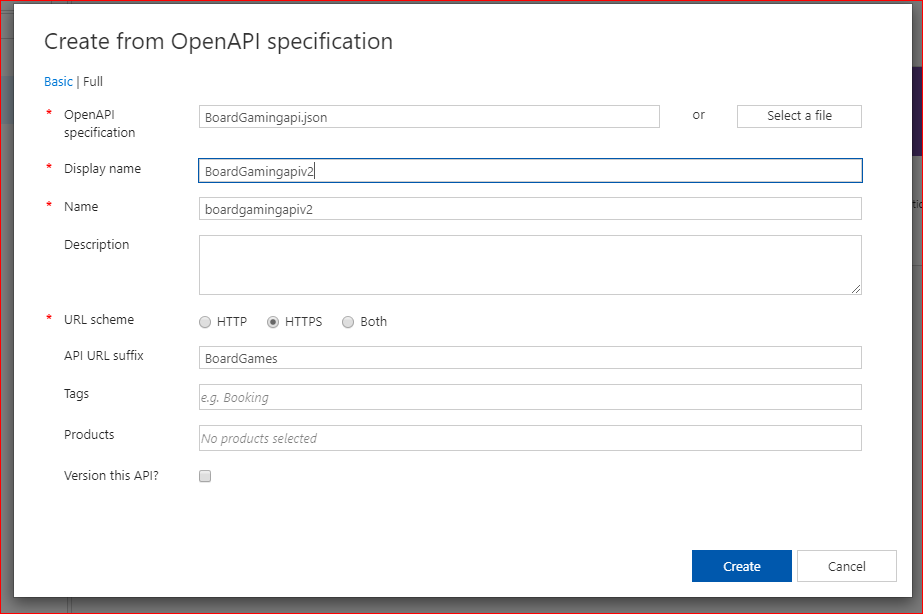 Create from OpenAPI specification
Basic | Full
* OpenAPI specification
BoardGamingapi.json
or
Select a file
* Display name
BoardGamingapiv2
* Name
boardgamingapiv2
Description
* URL scheme
HTTP
HTTPS
Both
API URL suffix
BoardGames
Tags
e.g. Booking
Products
No products selected
Version this API?
Create
Cancel